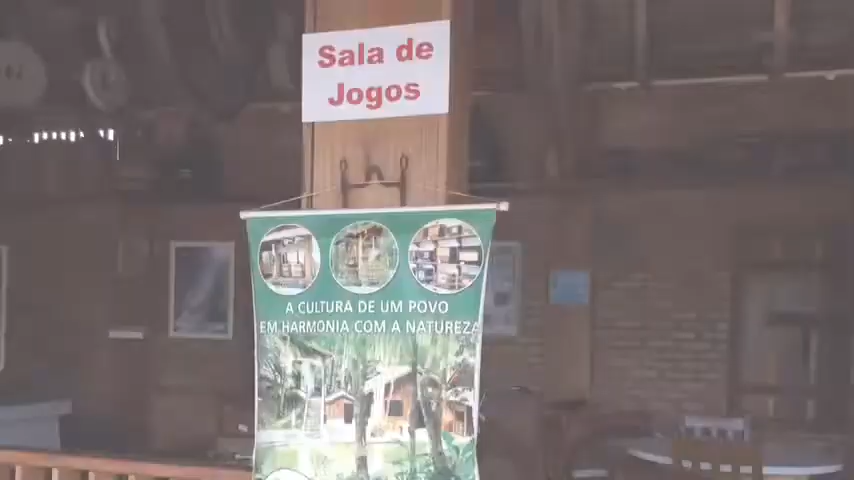 Sala de
Jogos
A CULTURA DE UM POVO
EM HARMONIA COM A NATUREZA